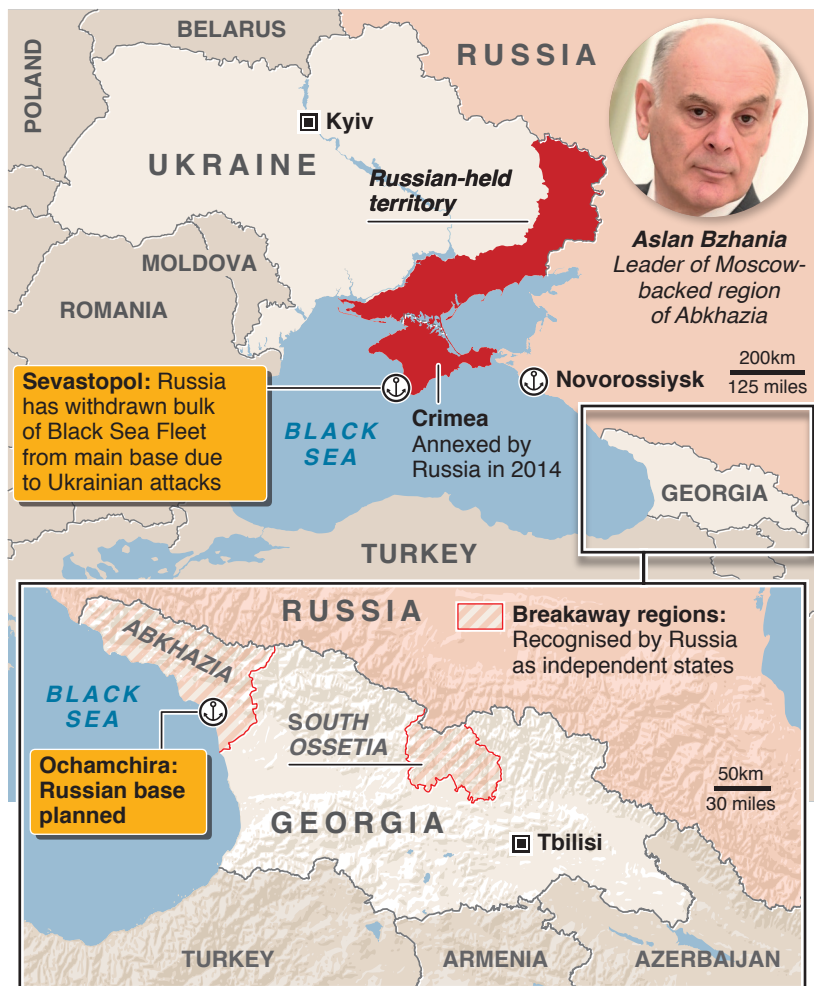 BELARUS
POLAND
RUSSIA
Kyiv
UKRAINE
Russian-held
territory
Aslan Bzhania
Leader of Moscow-
backed region
of Abkhazia
MOLDOVA
ROMANIA
200km
125 miles
Sevastopol: Russia
has withdrawn bulk
of Black Sea Fleet
from main base due
to Ukrainian attacks
Novorossiysk
BLACK
SEA
Crimea
Annexed by
Russia in 2014
GEORGIA
TURKEY
RUSSIA
Breakaway regions:
Recognised by Russia
as independent states
ABKHAZIA
BLACK
SEA
SOUTH
OSSETIA
Ochamchira:
Russian base
planned
50km
30 miles
GEORGIA
Tbilisi
TURKEY
ARMENIA
AZERBAIJAN